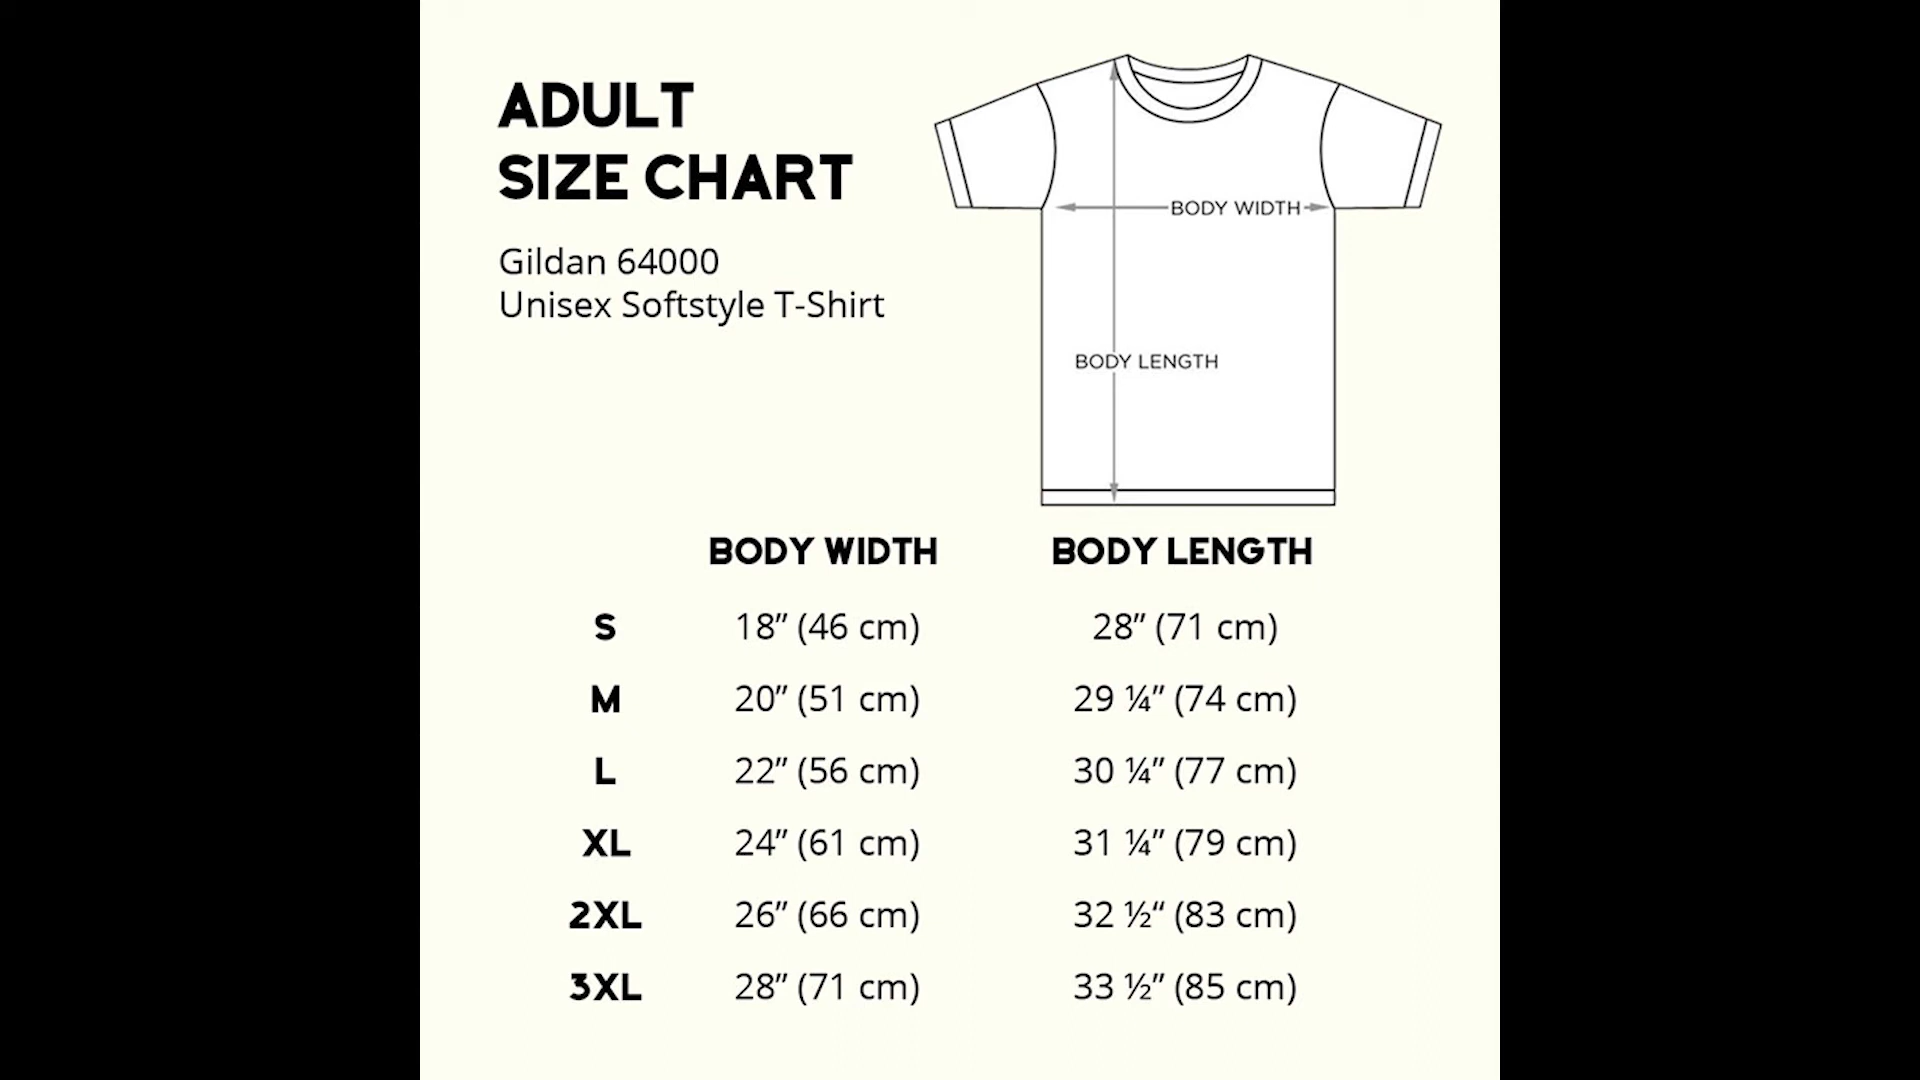 ADULT
SIZE CHART
Gildan 64000
Unisex Softstyle T-Shirt
BODY WIDTH
BODY LENGTH
BODY WIDTH BODY LENGTH
S 18” (46 cm) 28” (71 cm)
M 20” (51 cm) 29 ¼” (74 cm)
L 22” (56 cm) 30 ¼” (77 cm)
XL 24” (61 cm) 31 ¼” (79 cm)
2XL 26” (66 cm) 32 ½“ (83 cm)
3XL 28” (71 cm) 33 ½” (85 cm)